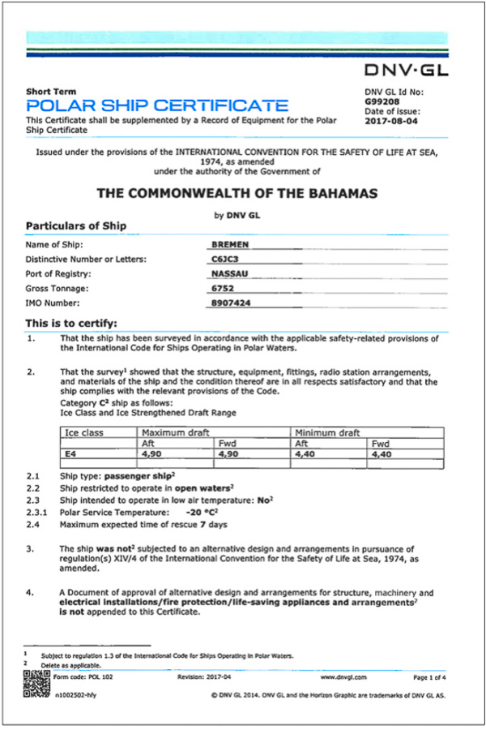 DNV·GL
Short Term
POLAR SHIP CERTIFICATE
This Certificate shall be supplemented by a Record of Equipment for the Polar
Ship Certificate
DNV GL Id No:
G99208
Date of issue:
2017-08-04
Issued under the provisions of the INTERNATIONAL CONVENTION FOR THE SAFETY OF LIFE AT SEA,
1974, as amended
under the authority of the Government of
THE COMMONWEALTH OF THE BAHAMAS
by DNV GL
Particulars of Ship
Name of Ship: BREMEN
Distinctive Number or Letters: C6JC3
Port of Registry: NASSAU
Gross Tonnage: 6752
IMO Number: 8907424
This is to certify:
1. That the ship has been surveyed in accordance with the applicable safety-related provisions of
the International Code for Ships Operating in Polar Waters.
2. That the survey¹ showed that the structure, equipment, fittings, radio station arrangements,
and materials of the ship and the condition thereof are in all respects satisfactory and that the
ship complies with the relevant provisions of the Code.
Category C² ship as follows:
Ice Class and Ice Strengthened Draft Range
Ice class Maximum draft Minimum draft
Aft Fwd Aft Fwd
E4 4,90 4,90 4,40 4,40
2.1 Ship type: passenger ship²
2.2 Ship restricted to operate in open waters²
2.3 Ship intended to operate in low air temperature: No²
2.3.1 Polar Service Temperature: -20 °C²
2.4 Maximum expected time of rescue 7 days
3. The ship was not² subjected to an alternative design and arrangements in pursuance of
regulation(s) XIV/4 of the International Convention for the Safety of Life at Sea, 1974, as
amended.
4. A Document of approval of alternative design and arrangements for structure, machinery and
electrical installations/fire protection/life-saving appliances and arrangements²
is not appended to this Certificate.
1 Subject to regulation 1.3 of the International Code for Ships Operating in Polar Waters.
2 Delete as applicable.
Form code: POL 102 Revision: 2017-04 www.dnvgl.com Page 1 of 4
n1002502-hfy © DNV GL 2014. DNV GL and the Horizon Graphic are trademarks of DNV GL AS.